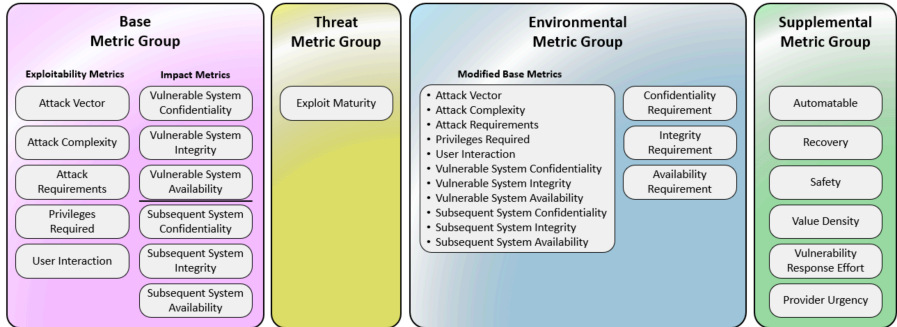 Base
Metric Group
Exploitability Metrics
Attack Vector
Attack Complexity
Attack
Requirements
Privileges
Required
User Interaction
Impact Metrics
Vulnerable System
Confidentiality
Vulnerable System
Integrity
Vulnerable System
Availability
Subsequent System
Confidentiality
Subsequent System
Integrity
Subsequent System
Availability
Threat
Metric Group
Exploit Maturity
Environmental
Metric Group
Modified Base Metrics
• Attack Vector
• Attack Complexity
• Attack Requirements
• Privileges Required
• User Interaction
• Vulnerable System Confidentiality
• Vulnerable System Integrity
• Vulnerable System Availability
• Subsequent System Confidentiality
• Subsequent System Integrity
• Subsequent System Availability
Confidentiality
Requirement
Integrity
Requirement
Availability
Requirement
Supplemental
Metric Group
Automatable
Recovery
Safety
Value Density
Vulnerability
Response Effort
Provider Urgency